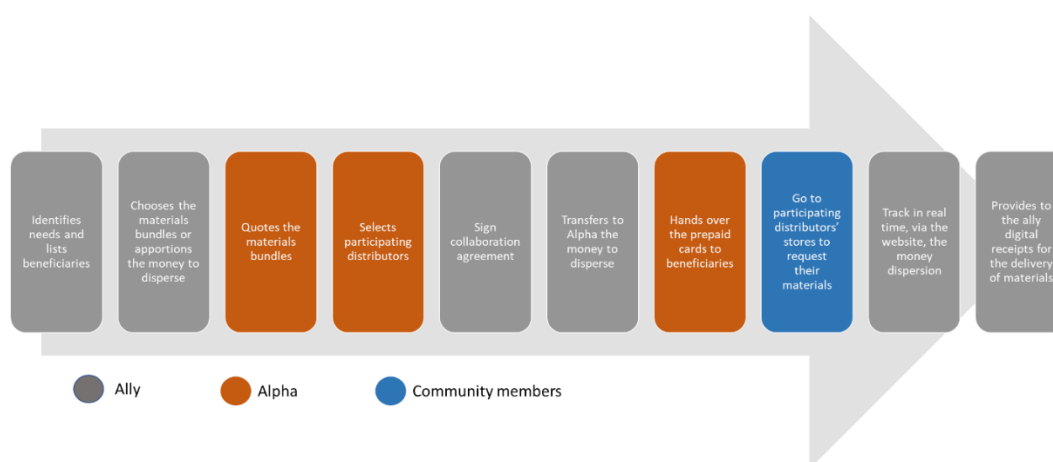 Identifies
needs and
lists
beneficiaries
Chooses the
materials
bundles or
apportions
the money to
disperse
Quotes the
materials
bundles
Selects
participating
distributors
Sign
collaboration
agreement
Transfers to
Alpha the
money to
disperse
Hands over
the prepaid
cards to
beneficiaries
Go to
participating
distributors’
stores to
request
their
materials
Track in real
time, via the
website, the
money
dispersion
Provides to
the ally
digital
receipts for
the delivery
of materials
Ally
Alpha
Community members